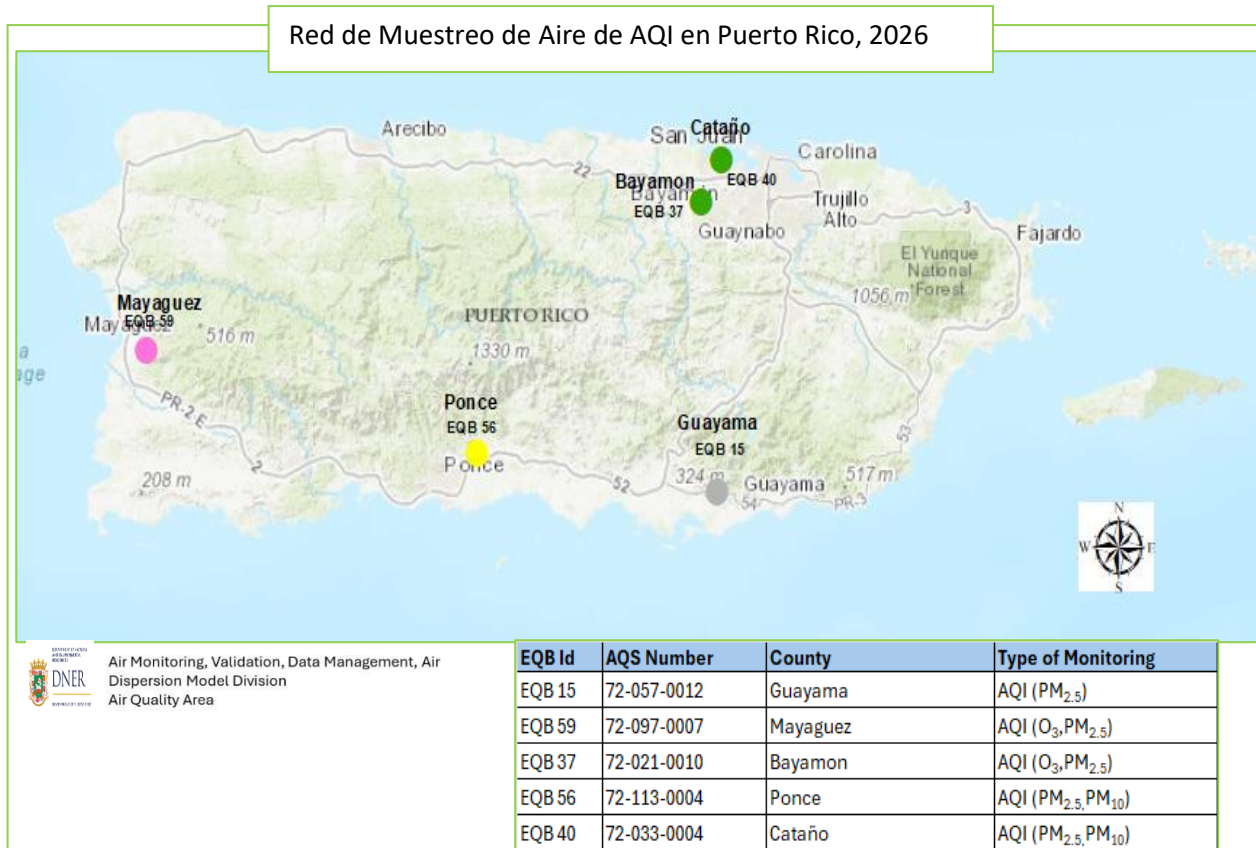 Red de Muestreo de Aire de AQI en Puerto Rico, 2026
Arecibo
San Juan
Cataño
Carolina
22
EQB 40
Bayamon
Bayamón
EQB 37
Trujillo
Alto
3
Guaynabo
Fajardo
El Yunque
National
Forest
1056 m
Mayaguez
EQB 59
516 m
PUERTO RICO
1330 m
PR-2 E
Ponce
EQB 56
Ponce
Guayama
EQB 15
53
2
208 m
52
324 m
Guayama
517 m
54
PR-3
N
W
E
S
DNER
Air Monitoring, Validation, Data Management, Air
Dispersion Model Division
Air Quality Area
EQB Id AQS Number County Type of Monitoring
EQB 15 72-057-0012 Guayama AQI (PM2.5)
EQB 59 72-097-0007 Mayaguez AQI (O3,PM2.5)
EQB 37 72-021-0010 Bayamon AQI (O3,PM2.5)
EQB 56 72-113-0004 Ponce AQI (PM2.5,PM10)
EQB 40 72-033-0004 Cataño AQI (PM2.5,PM10)